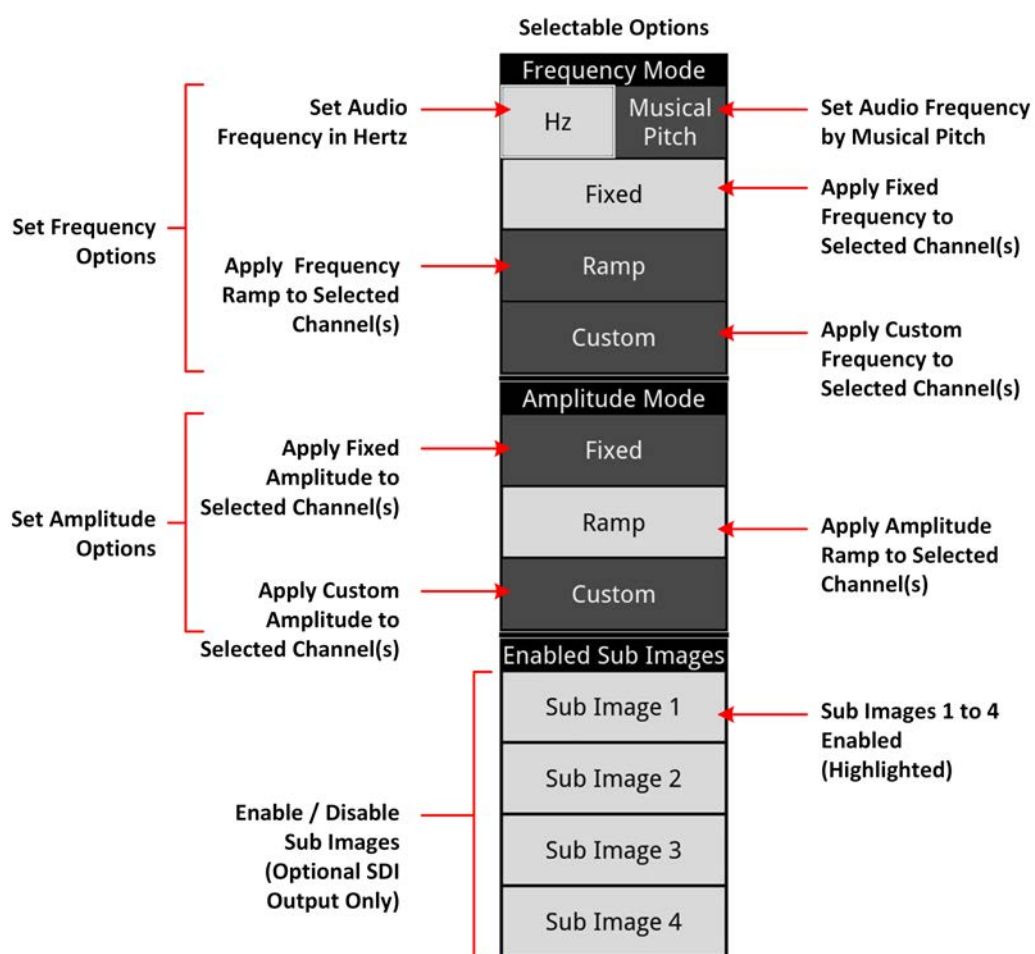 Selectable Options
Frequency Mode
Set Audio
Frequency in Hertz
Hz
Musical
Pitch
Set Audio Frequency
by Musical Pitch
Fixed
Apply Fixed
Frequency to
Selected Channel(s)
Set Frequency
Options
Apply Frequency
Ramp to Selected
Channel(s)
Ramp
Custom
Apply Custom
Frequency to
Selected Channel(s)
Amplitude Mode
Apply Fixed
Amplitude to
Selected Channel(s)
Fixed
Set Amplitude
Options
Ramp
Apply Amplitude
Ramp to Selected
Channel(s)
Apply Custom
Amplitude to
Selected Channel(s)
Custom
Enabled Sub Images
Sub Image 1
Sub Images 1 to 4
Enabled
(Highlighted)
Sub Image 2
Enable / Disable
Sub Images
(Optional SDI
Output Only)
Sub Image 3
Sub Image 4